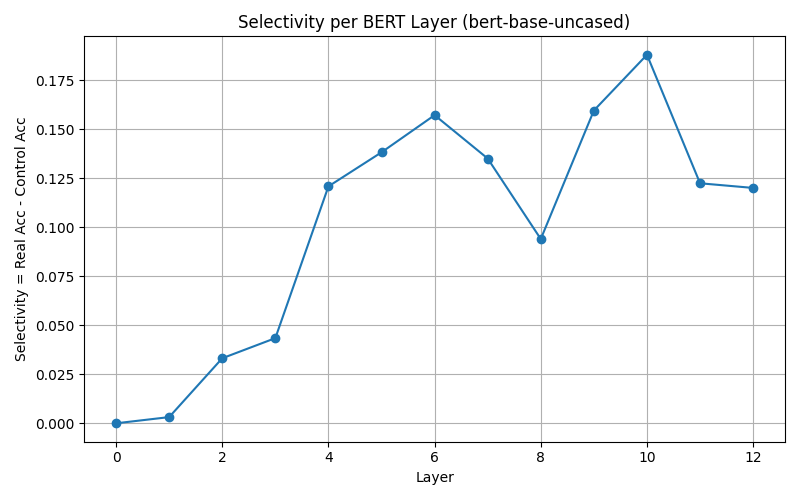 Selectivity per BERT Layer (bert-base-uncased)
Selectivity = Real Acc - Control Acc
0.175
0.150
0.125
0.100
0.075
0.050
0.025
0.000
0 2 4 6 8 10 12
Layer